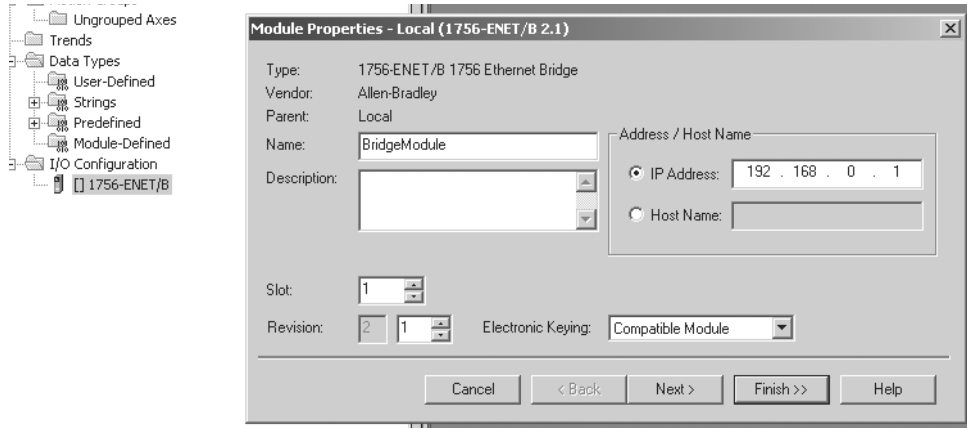 Ungrouped Axes
Trends
Data Types
User-Defined
Strings
Predefined
Module-Defined
I/O Configuration
[] 1756-ENET/B
Module Properties - Local (1756-ENET/B 2.1)
Type: 1756-ENET/B 1756 Ethernet Bridge
Vendor: Allen-Bradley
Parent: Local
Name: BridgeModule
Description:
Address / Host Name
IP Address: 192 . 168 . 0 . 1
Host Name:
Slot: 1
Revision: 2 1 Electronic Keying: Compatible Module
Cancel < Back Next > Finish >> Help